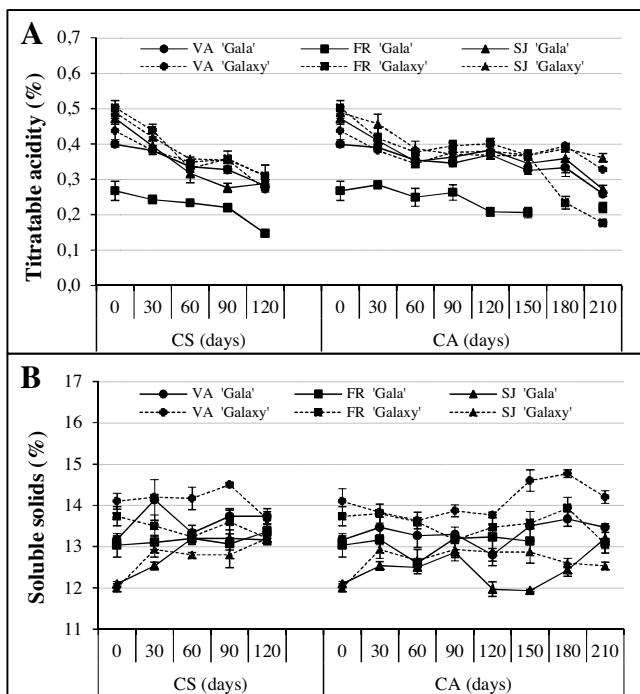 A
VA 'Gala' FR 'Gala' SJ 'Gala'
VA 'Galaxy' FR 'Galaxy' SJ 'Galaxy'
Titratable acidity (%)
0,7
0,6
0,5
0,4
0,3
0,2
0,1
0,0
0 30 60 90 120 0 30 60 90 120 150 180 210
CS (days) CA (days)
B
VA 'Gala' FR 'Gala' SJ 'Gala'
VA 'Galaxy' FR 'Galaxy' SJ 'Galaxy'
Soluble solids (%)
17
16
15
14
13
12
11
0 30 60 90 120 0 30 60 90 120 150 180 210
CS (days) CA (days)